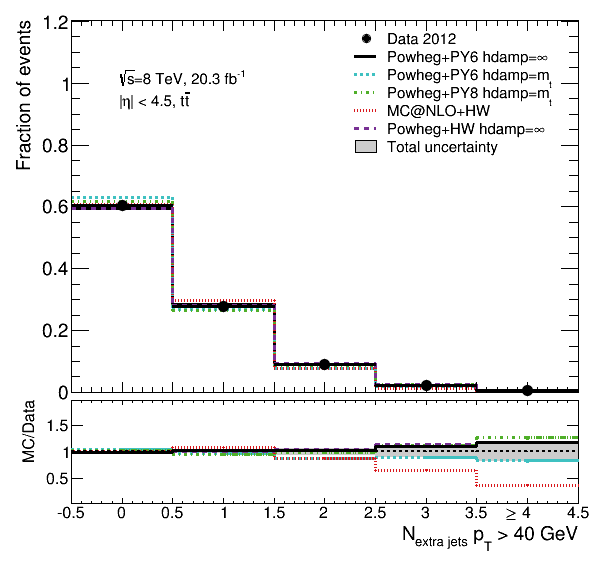 Fraction of events
1.2
1
0.8
0.6
0.4
0.2
0
√s=8 TeV, 20.3 fb⁻¹
|η| < 4.5, tt̄
Data 2012
Powheg+PY6 hdamp=∞
Powheg+PY6 hdamp=mₜ
Powheg+PY8 hdamp=mₜ
MC@NLO+HW
Powheg+HW hdamp=∞
Total uncertainty
MC/Data
1.5
1
0.5
-0.5 0 0.5 1 1.5 2 2.5 3 3.5 ≥ 4 4.5
N extra jets p_T > 40 GeV